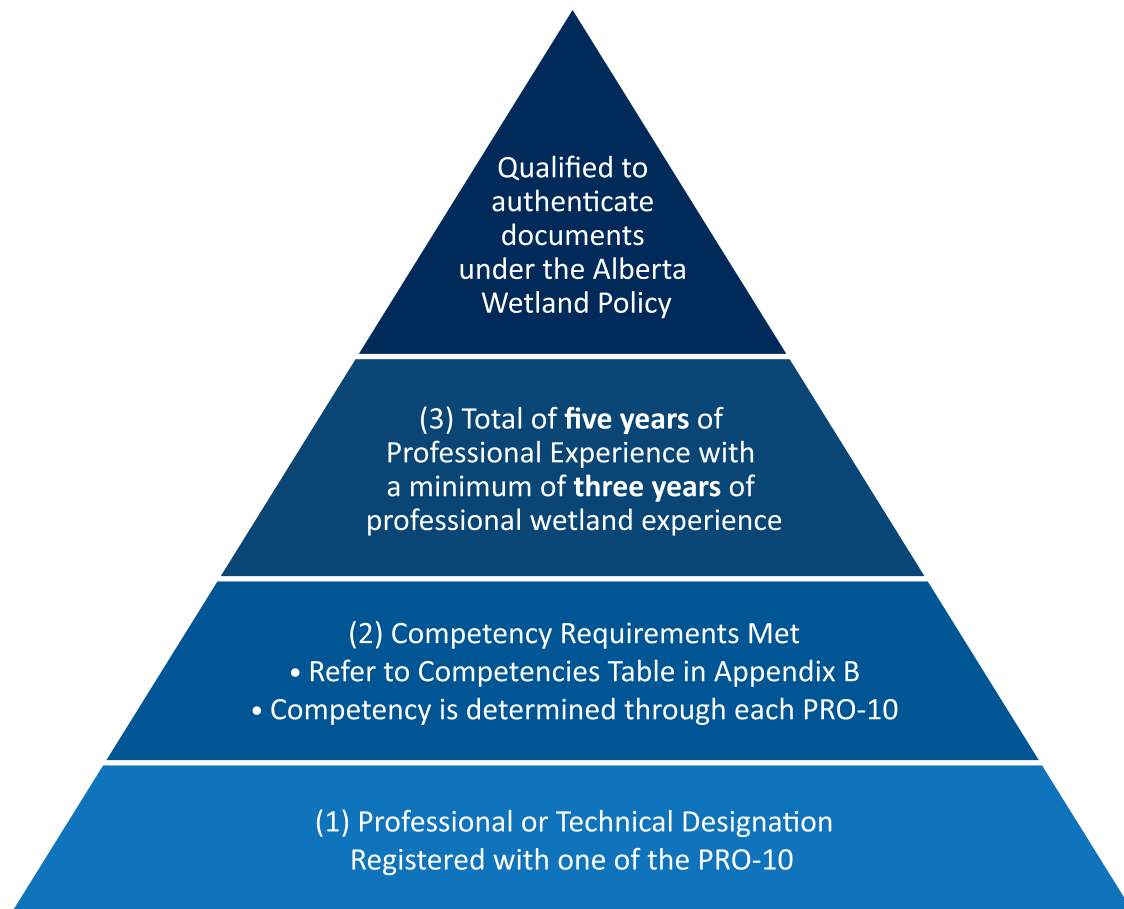 Qualified to
authenticate
documents
under the Alberta
Wetland Policy
(3) Total of five years of
Professional Experience with
a minimum of three years of
professional wetland experience
(2) Competency Requirements Met
• Refer to Competencies Table in Appendix B
• Competency is determined through each PRO-10
(1) Professional or Technical Designation
Registered with one of the PRO-10